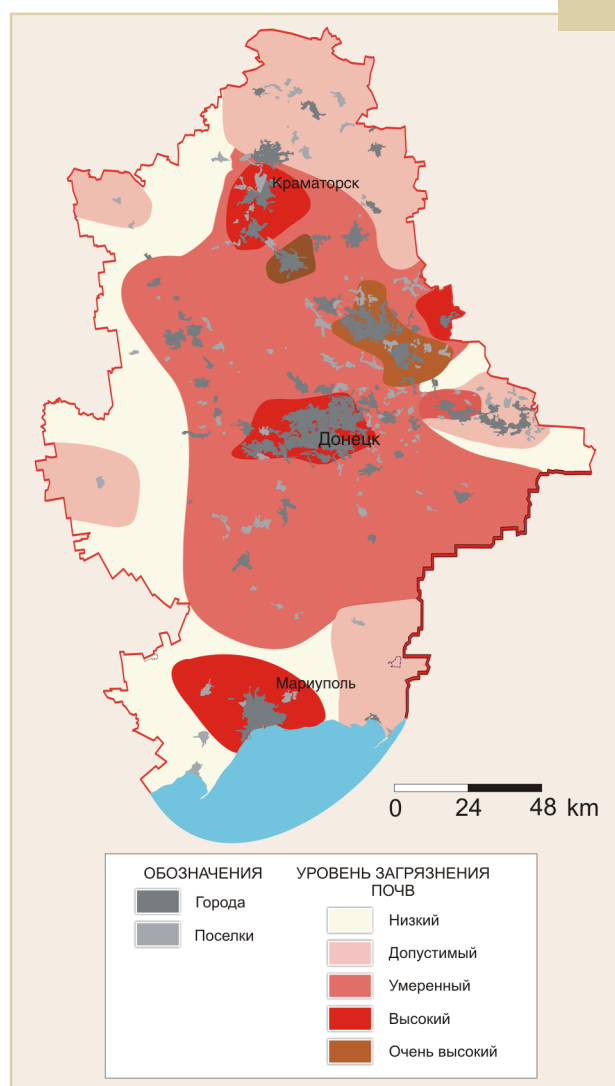 Краматорск
Донецк
Мариуполь
0 24 48 km
ОБОЗНАЧЕНИЯ
Города
Поселки
УРОВЕНЬ ЗАГРЯЗНЕНИЯ
ПОЧВ
Низкий
Допустимый
Умеренный
Высокий
Очень высокий